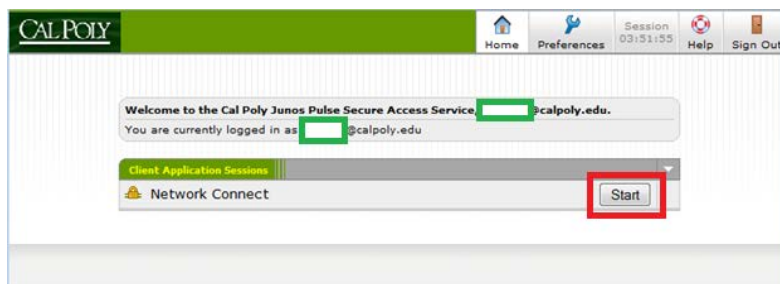 CAL POLY
Home
Preferences
Session
03:51:55
Help
Sign Out
Welcome to the Cal Poly Junos Pulse Secure Access Service, @calpoly.edu.
You are currently logged in as @calpoly.edu
Client Application Sessions
Network Connect
Start